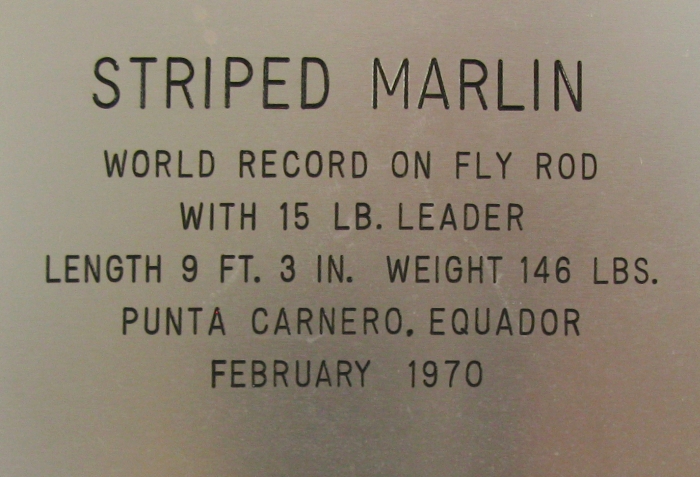 STRIPED MARLIN
WORLD RECORD ON FLY ROD
WITH 15 LB. LEADER
LENGTH 9 FT. 3 IN. WEIGHT 146 LBS.
PUNTA CARNERO, EQUADOR
FEBRUARY 1970